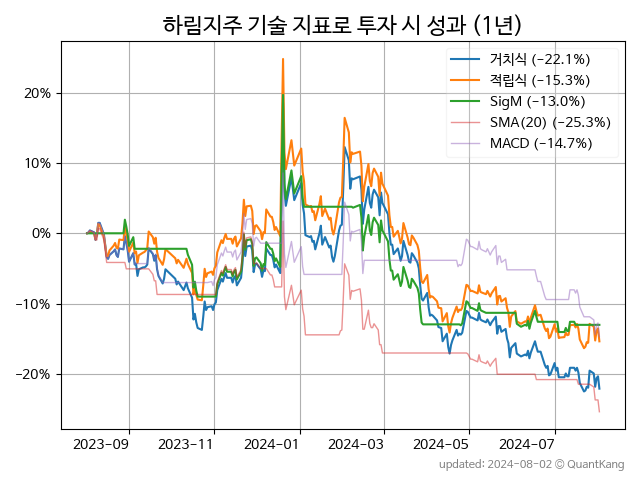 하림지주 기술 지표로 투자 시 성과 (1년)
거치식 (−22.1%)
적립식 (−15.3%)
SigM (−13.0%)
SMA(20) (−25.3%)
MACD (−14.7%)
20%
10%
0%
−10%
−20%
2023-09
2023-11
2024-01
2024-03
2024-05
2024-07
updated: 2024-08-02 © QuantKang